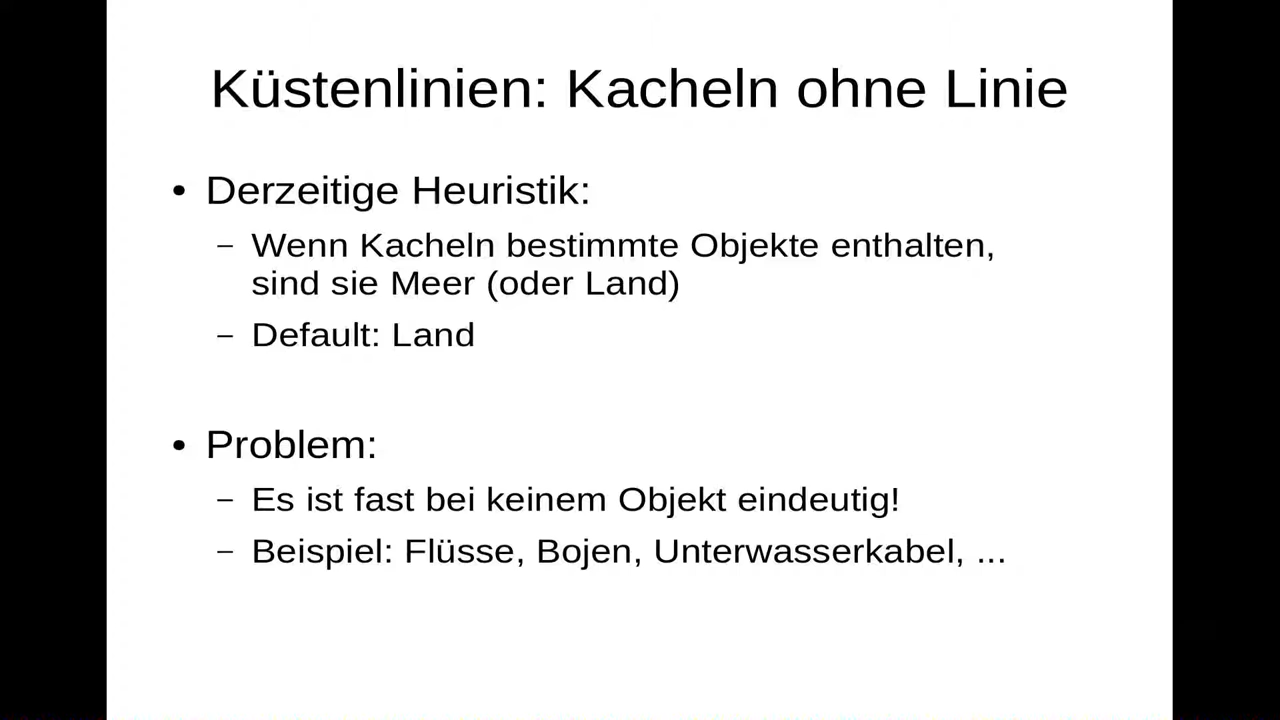 Küstenlinien: Kacheln ohne Linie
• Derzeitige Heuristik:
– Wenn Kacheln bestimmte Objekte enthalten,
sind sie Meer (oder Land)
– Default: Land
• Problem:
– Es ist fast bei keinem Objekt eindeutig!
– Beispiel: Flüsse, Bojen, Unterwasserkabel, ...